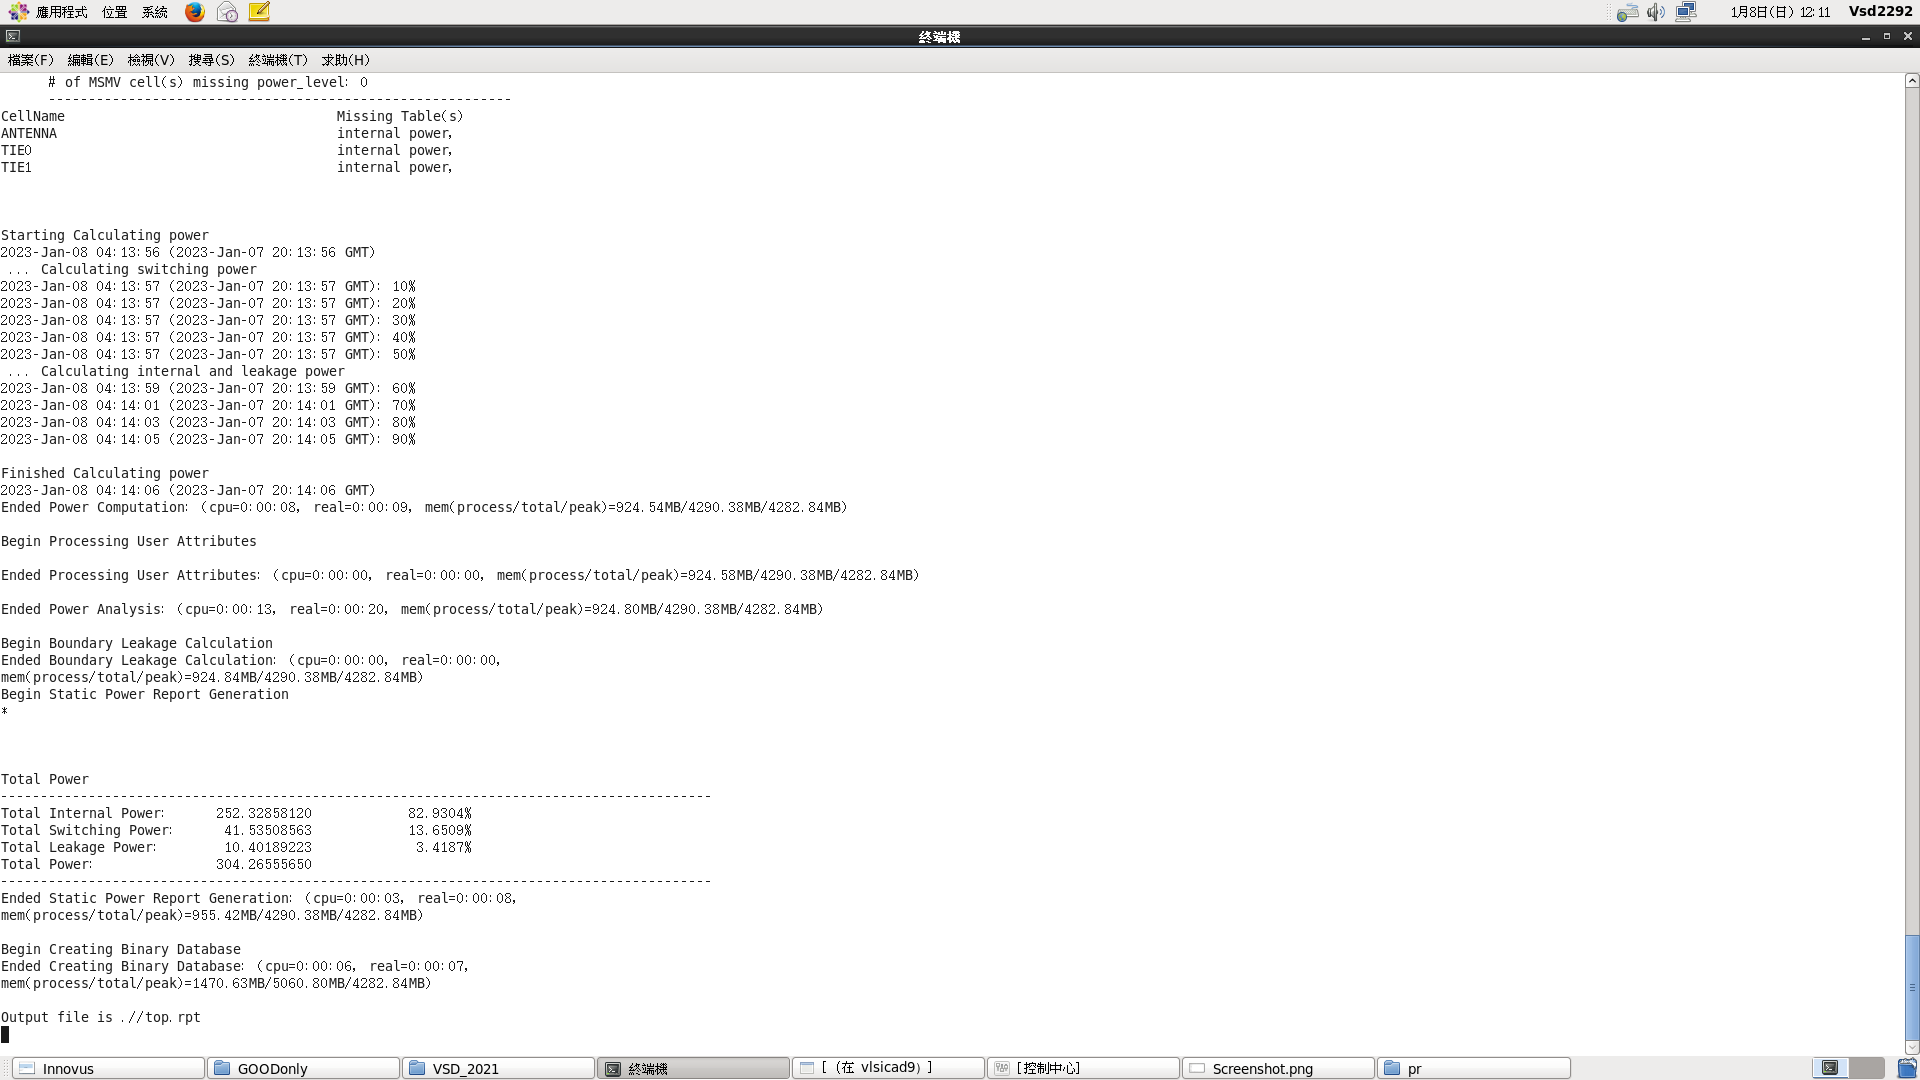 應用程式 位置 系統 1月8日(日) 12:11 Vsd2292
終端機
檔案(F) 編輯(E) 檢視(V) 搜尋(S) 終端機(T) 求助(H)
# of MSMV cell(s) missing power_level: 0
----------------------------------------------------------
CellName Missing Table(s)
ANTENNA internal power,
TIE0 internal power,
TIE1 internal power,
Starting Calculating power
2023-Jan-08 04:13:56 (2023-Jan-07 20:13:56 GMT)
... Calculating switching power
2023-Jan-08 04:13:57 (2023-Jan-07 20:13:57 GMT): 10%
2023-Jan-08 04:13:57 (2023-Jan-07 20:13:57 GMT): 20%
2023-Jan-08 04:13:57 (2023-Jan-07 20:13:57 GMT): 30%
2023-Jan-08 04:13:57 (2023-Jan-07 20:13:57 GMT): 40%
2023-Jan-08 04:13:57 (2023-Jan-07 20:13:57 GMT): 50%
... Calculating internal and leakage power
2023-Jan-08 04:13:59 (2023-Jan-07 20:13:59 GMT): 60%
2023-Jan-08 04:14:01 (2023-Jan-07 20:14:01 GMT): 70%
2023-Jan-08 04:14:03 (2023-Jan-07 20:14:03 GMT): 80%
2023-Jan-08 04:14:05 (2023-Jan-07 20:14:05 GMT): 90%
Finished Calculating power
2023-Jan-08 04:14:06 (2023-Jan-07 20:14:06 GMT)
Ended Power Computation: (cpu=0:00:08, real=0:00:09, mem(process/total/peak)=924.54MB/4290.38MB/4282.84MB)
Begin Processing User Attributes
Ended Processing User Attributes: (cpu=0:00:00, real=0:00:00, mem(process/total/peak)=924.58MB/4290.38MB/4282.84MB)
Ended Power Analysis: (cpu=0:00:13, real=0:00:20, mem(process/total/peak)=924.80MB/4290.38MB/4282.84MB)
Begin Boundary Leakage Calculation
Ended Boundary Leakage Calculation: (cpu=0:00:00, real=0:00:00,
mem(process/total/peak)=924.84MB/4290.38MB/4282.84MB)
Begin Static Power Report Generation
*
Total Power
-----------------------------------------------------------------------------------------
Total Internal Power: 252.32858120 82.9304%
Total Switching Power: 41.53508563 13.6509%
Total Leakage Power: 10.40189223 3.4187%
Total Power: 304.26555650
-----------------------------------------------------------------------------------------
Ended Static Power Report Generation: (cpu=0:00:03, real=0:00:08,
mem(process/total/peak)=955.42MB/4290.38MB/4282.84MB)
Begin Creating Binary Database
Ended Creating Binary Database: (cpu=0:00:06, real=0:00:07,
mem(process/total/peak)=1470.63MB/5060.80MB/4282.84MB)
Output file is .//top.rpt
Innovus GOODonly VSD_2021 終端機 [ (在 vlsicad9) ] [控制中心] Screenshot.png pr